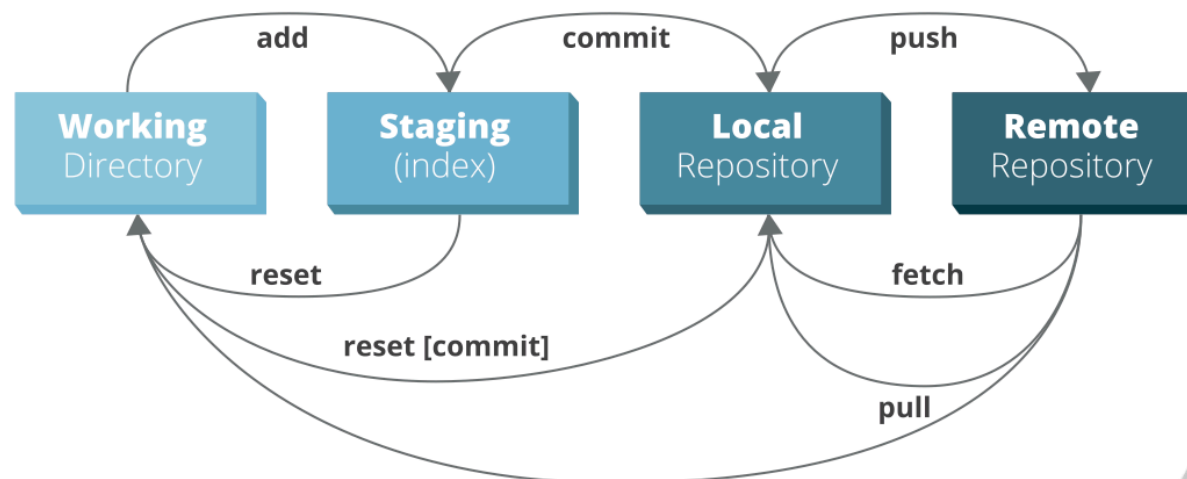 add
commit
push
Working
Directory
Staging
(index)
Local
Repository
Remote
Repository
reset
fetch
reset [commit]
pull